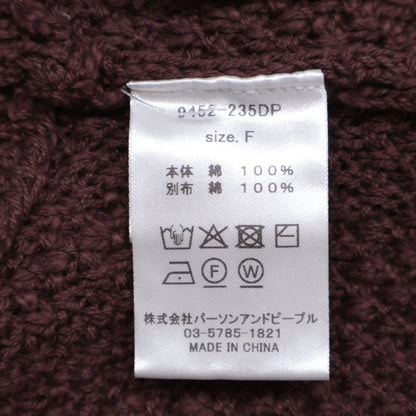 9452-235DP
size. F
本体 綿 100%
別布 綿 100%
F W
株式会社パーソンアンドピープル
03-5785-1821
MADE IN CHINA